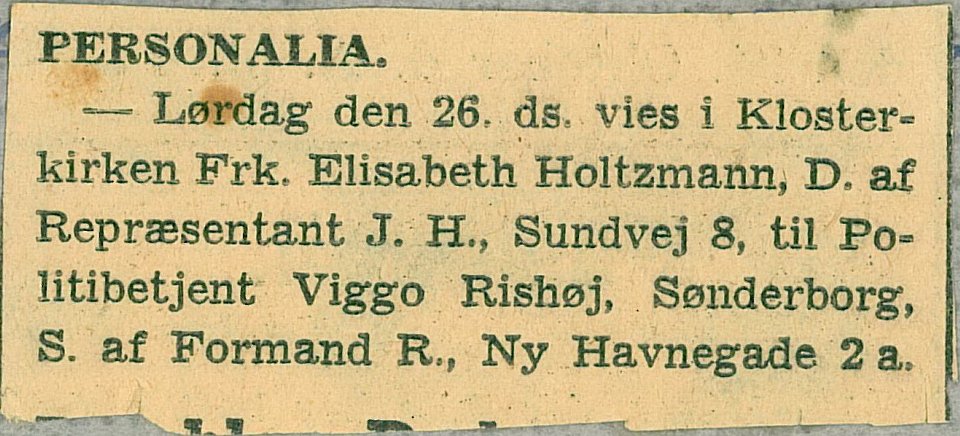 PERSONALIA.
— Lørdag den 26. ds. vies i Kloster-
kirken Frk. Elisabeth Holtzmann, D. af
Repræsentant J. H., Sundvej 8, til Po-
litibetjent Viggo Rishøj, Sønderborg,
S. af Formand R., Ny Havnegade 2 a.